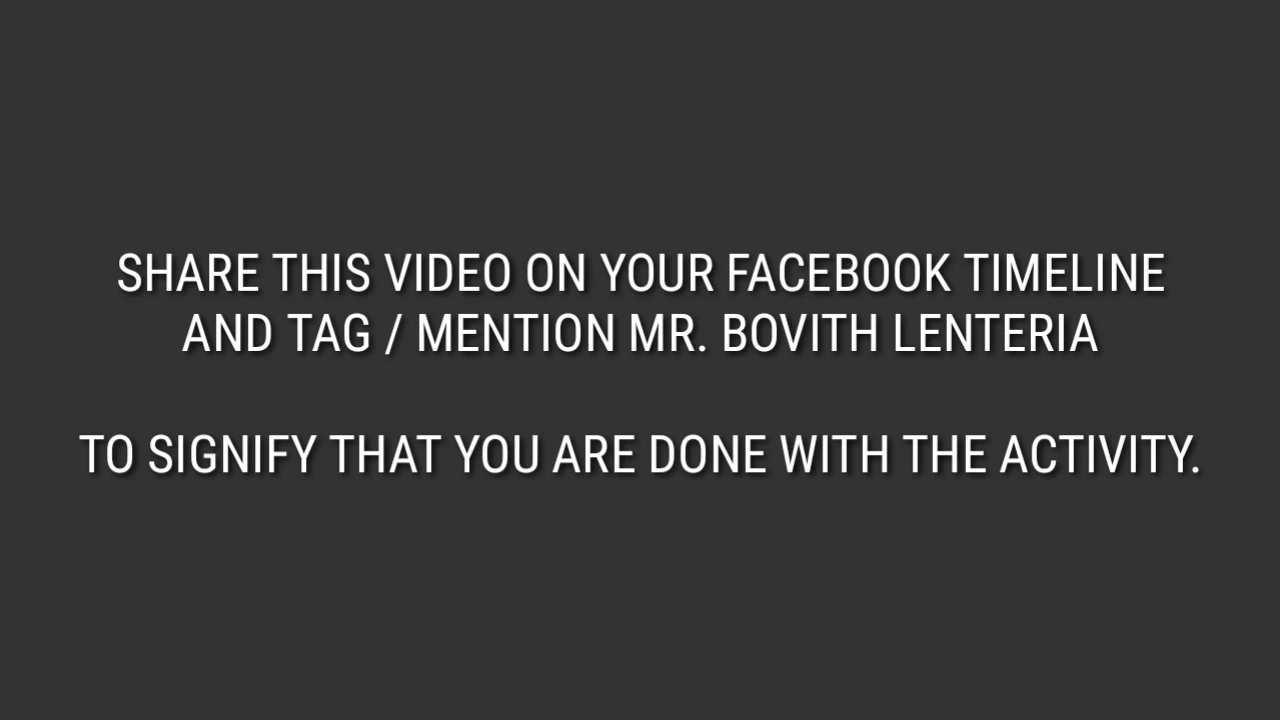 SHARE THIS VIDEO ON YOUR FACEBOOK TIMELINE
AND TAG / MENTION MR. BOVITH LENTERIA
TO SIGNIFY THAT YOU ARE DONE WITH THE ACTIVITY.